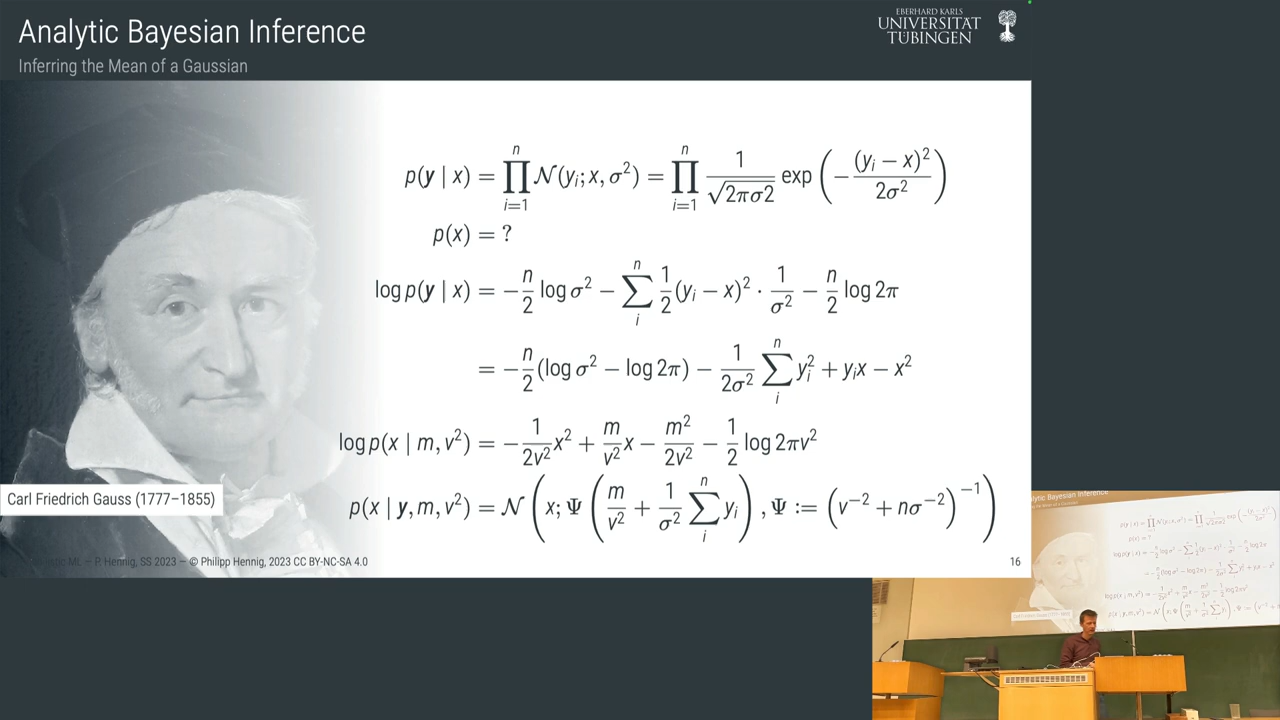 Analytic Bayesian Inference
Inferring the Mean of a Gaussian
EBERHARD KARLS
UNIVERSITÄT
TÜBINGEN
p(y | x) = ∏_{i=1}^{n} 𝒩(y_i; x, σ²) = ∏_{i=1}^{n} 1/√(2πσ2) exp(−(y_i − x)²/(2σ²))
p(x) = ?
log p(y | x) = −n/2 log σ² − ∑_i^n 1/2 (y_i − x)² · 1/σ² − n/2 log 2π
= −n/2 (log σ² − log 2π) − 1/(2σ²) ∑_i^n y_i² + y_i x − x²
log p(x | m, v²) = −1/(2v²) x² + m/v² x − m²/(2v²) − 1/2 log 2πv²
p(x | y, m, v²) = 𝒩(x; Ψ(m/v² + 1/σ² ∑_i^n y_i), Ψ := (v⁻² + nσ⁻²)⁻¹)
Carl Friedrich Gauss (1777–1855)
ML — P. Hennig, SS 2023 — © Philipp Hennig, 2023 CC BY-NC-SA 4.0
16